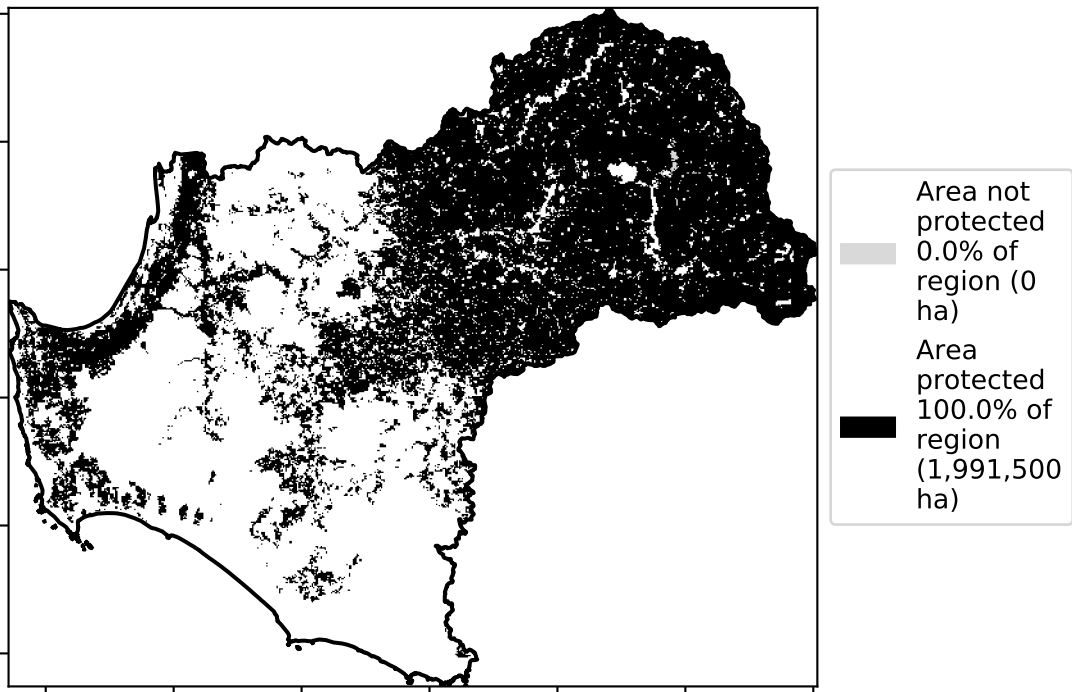 Area not
protected
0.0% of
region (0
ha)
Area
protected
100.0% of
region
(1,991,500
ha)